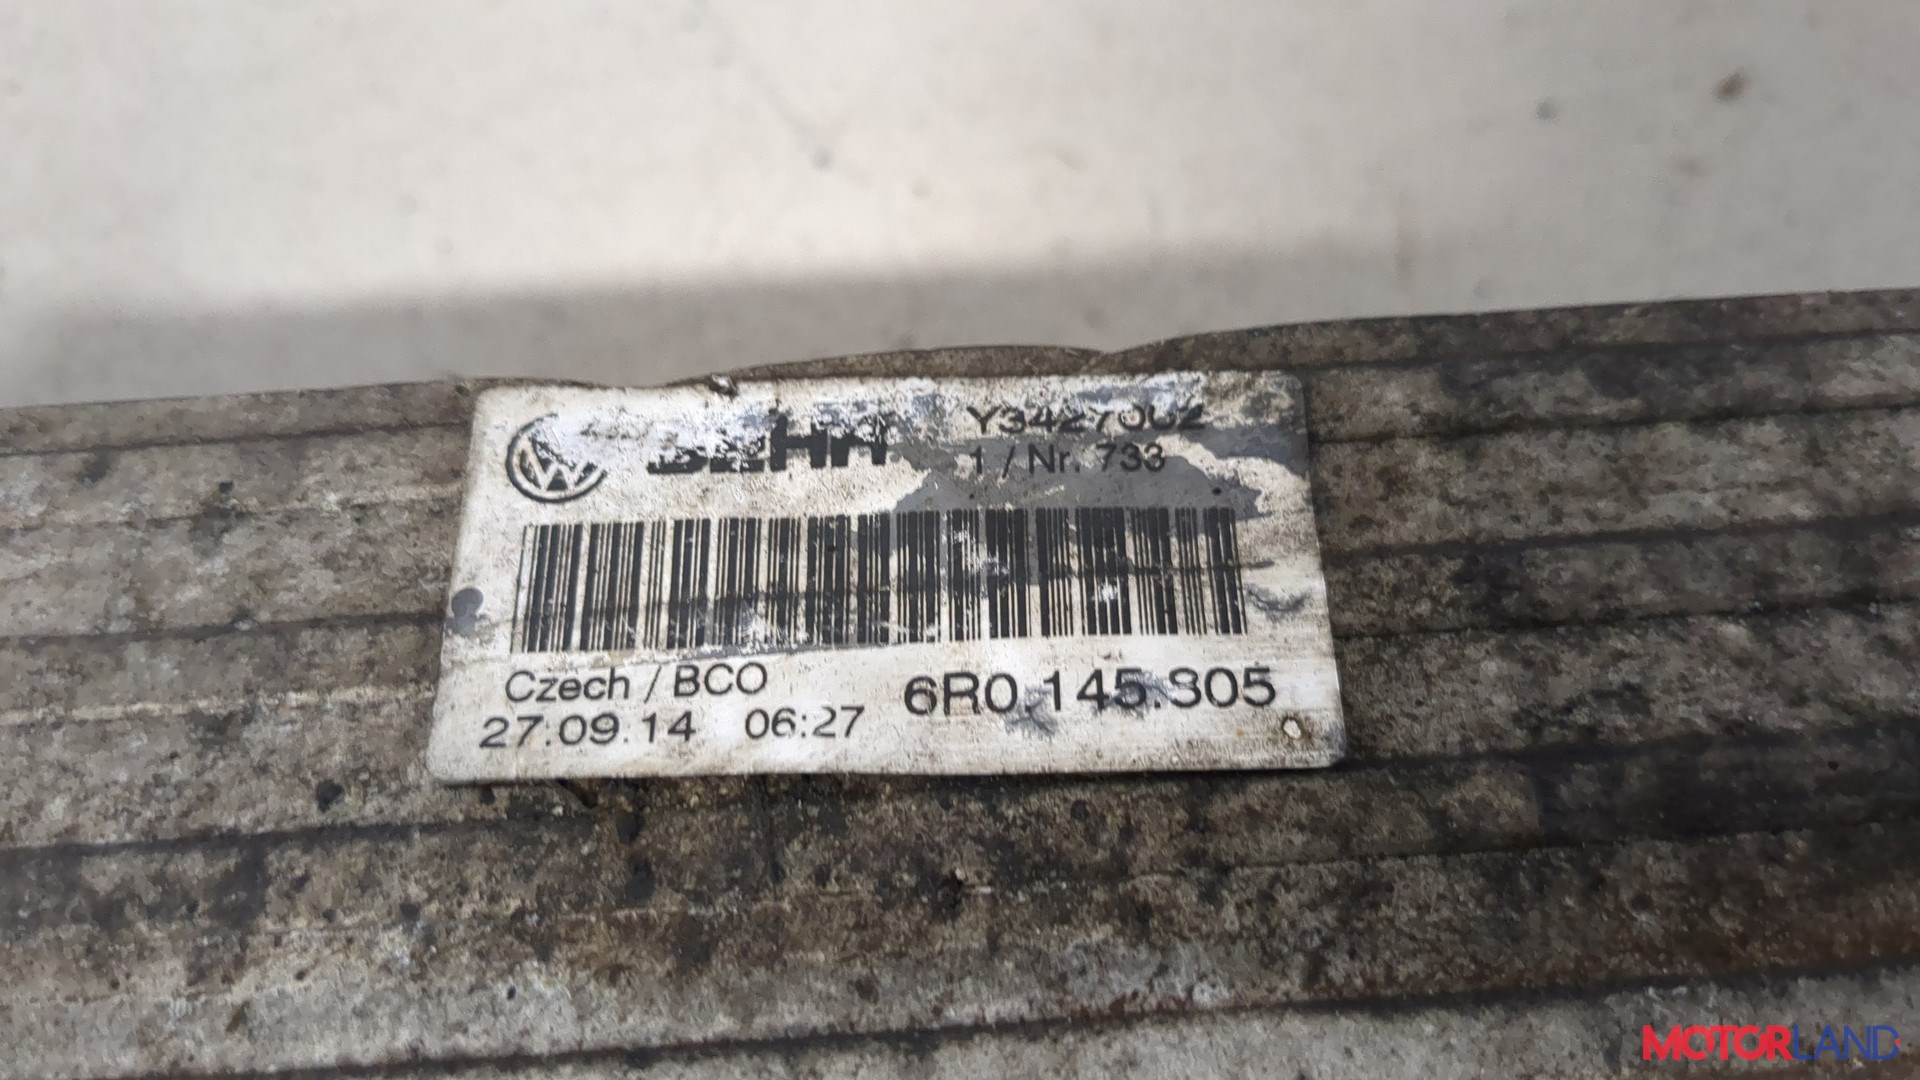 BEHR Y3427002
1 / Nr. 733
Czech / BCO
27.09.14 06:27 6R0.145.805
MOTORLAND